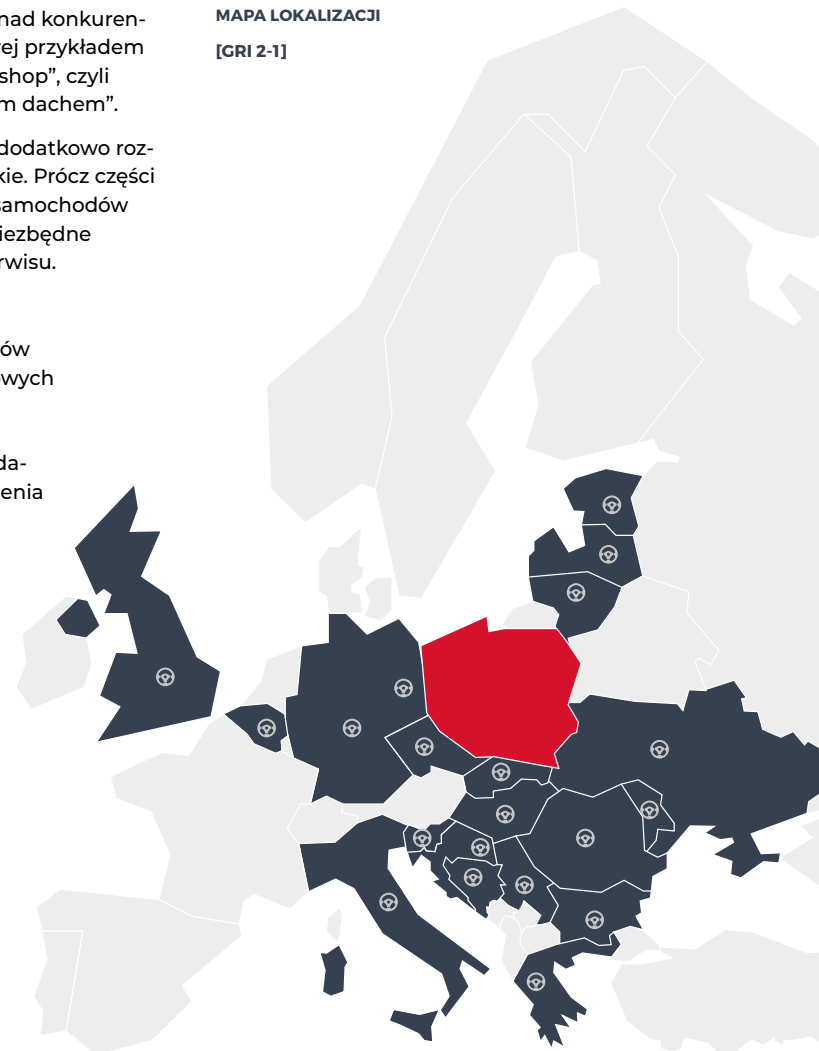 nad konkuren-
ej przykładem
shop”, czyli
m dachem”.
dodatkowo roz-
kie. Prócz części
samochodów
iezbędne
rwisu.
ów
wych
da-
enia
MAPA LOKALIZACJI
[GRI 2-1]